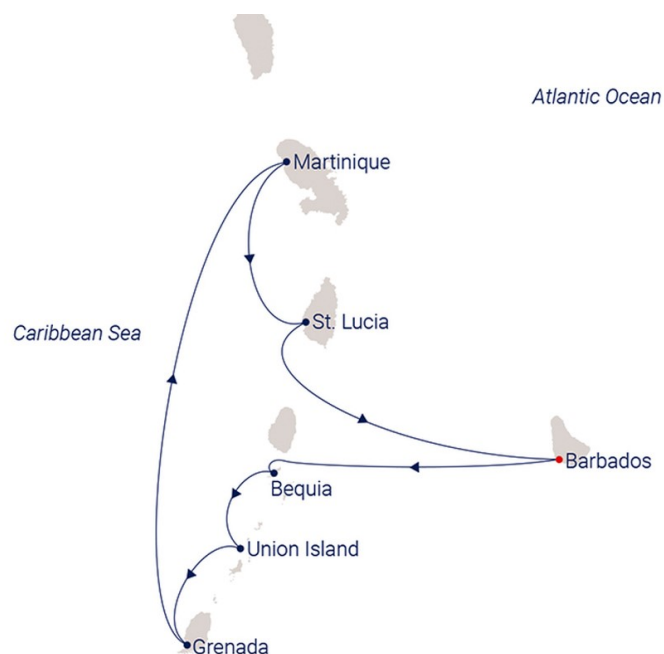 Atlantic Ocean
Martinique
St. Lucia
Caribbean Sea
Barbados
Bequia
Union Island
Grenada